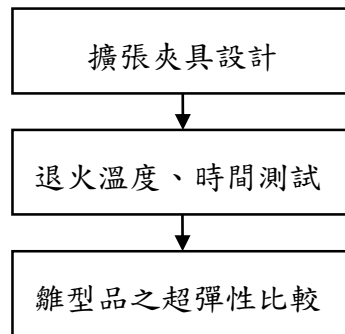 擴張夾具設計
退火溫度、時間測試
雛型品之超彈性比較